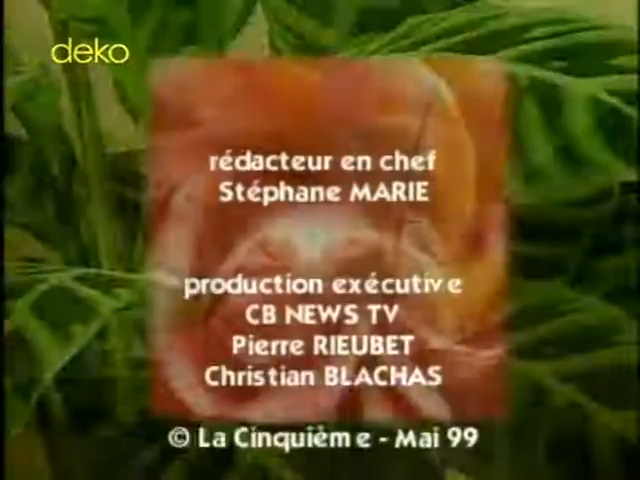 deko
rédacteur en chef
Stéphane MARIE
production exécutive
CB NEWS TV
Pierre RIEUBET
Christian BLACHAS
© La Cinquième - Mai 99